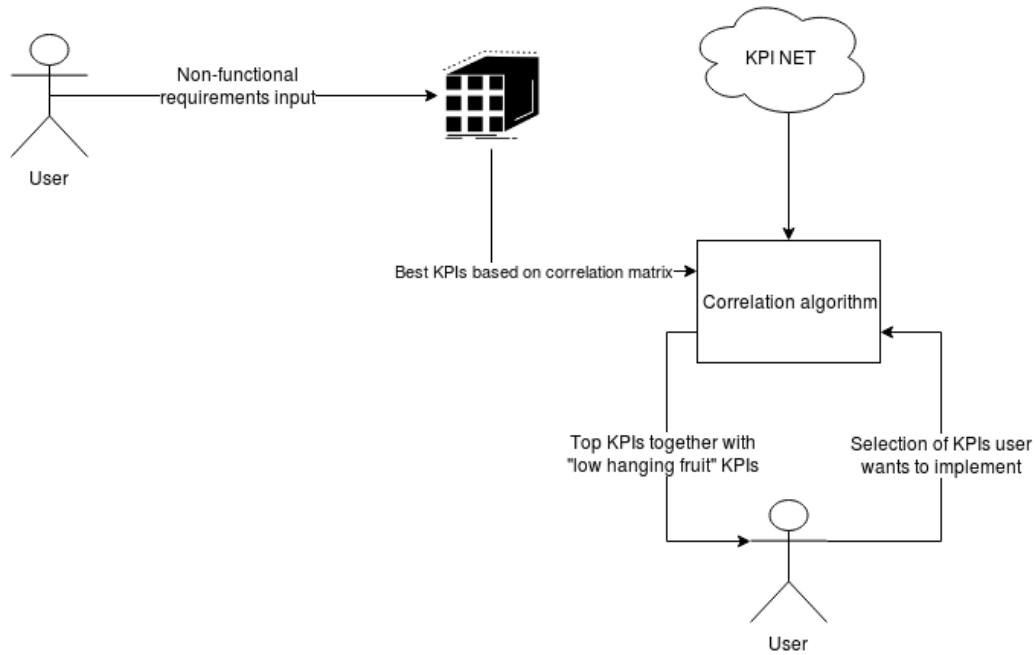 KPI NET
Non-functional
requirements input
User
Best KPIs based on correlation matrix
Correlation algorithm
Top KPIs together with
"low hanging fruit" KPIs
Selection of KPIs user
wants to implement
User